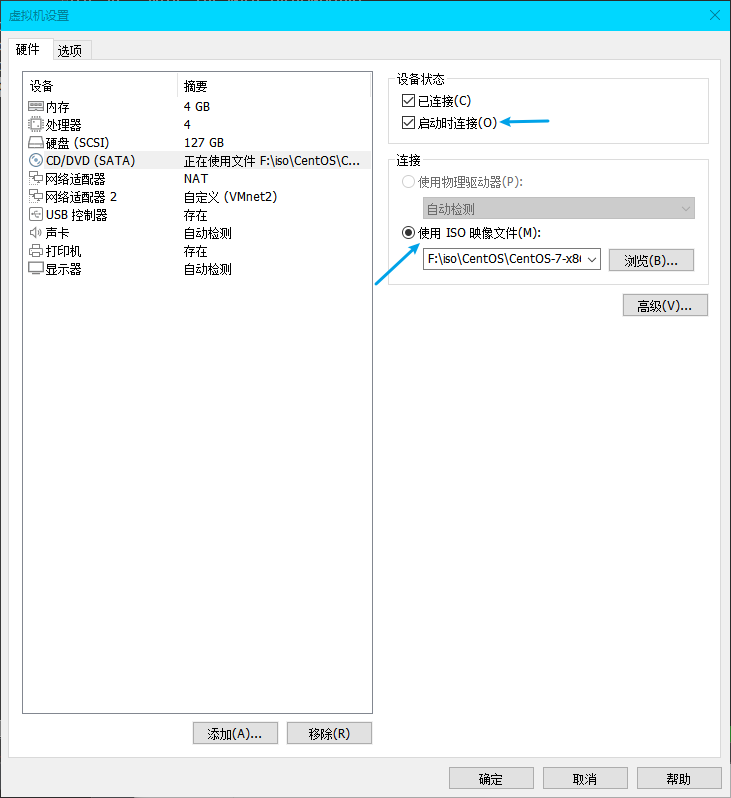 虚拟机设置
硬件 选项
设备 摘要
内存 4 GB
处理器 4
硬盘 (SCSI) 127 GB
CD/DVD (SATA) 正在使用文件 F:\iso\CentOS\C...
网络适配器 NAT
网络适配器 2 自定义 (VMnet2)
USB 控制器 存在
声卡 自动检测
打印机 存在
显示器 自动检测
添加(A)... 移除(R)
设备状态
已连接(C)
启动时连接(O)
连接
使用物理驱动器(P):
自动检测
使用 ISO 映像文件(M):
F:\iso\CentOS\CentOS-7-x8 浏览(B)...
高级(V)...
确定 取消 帮助